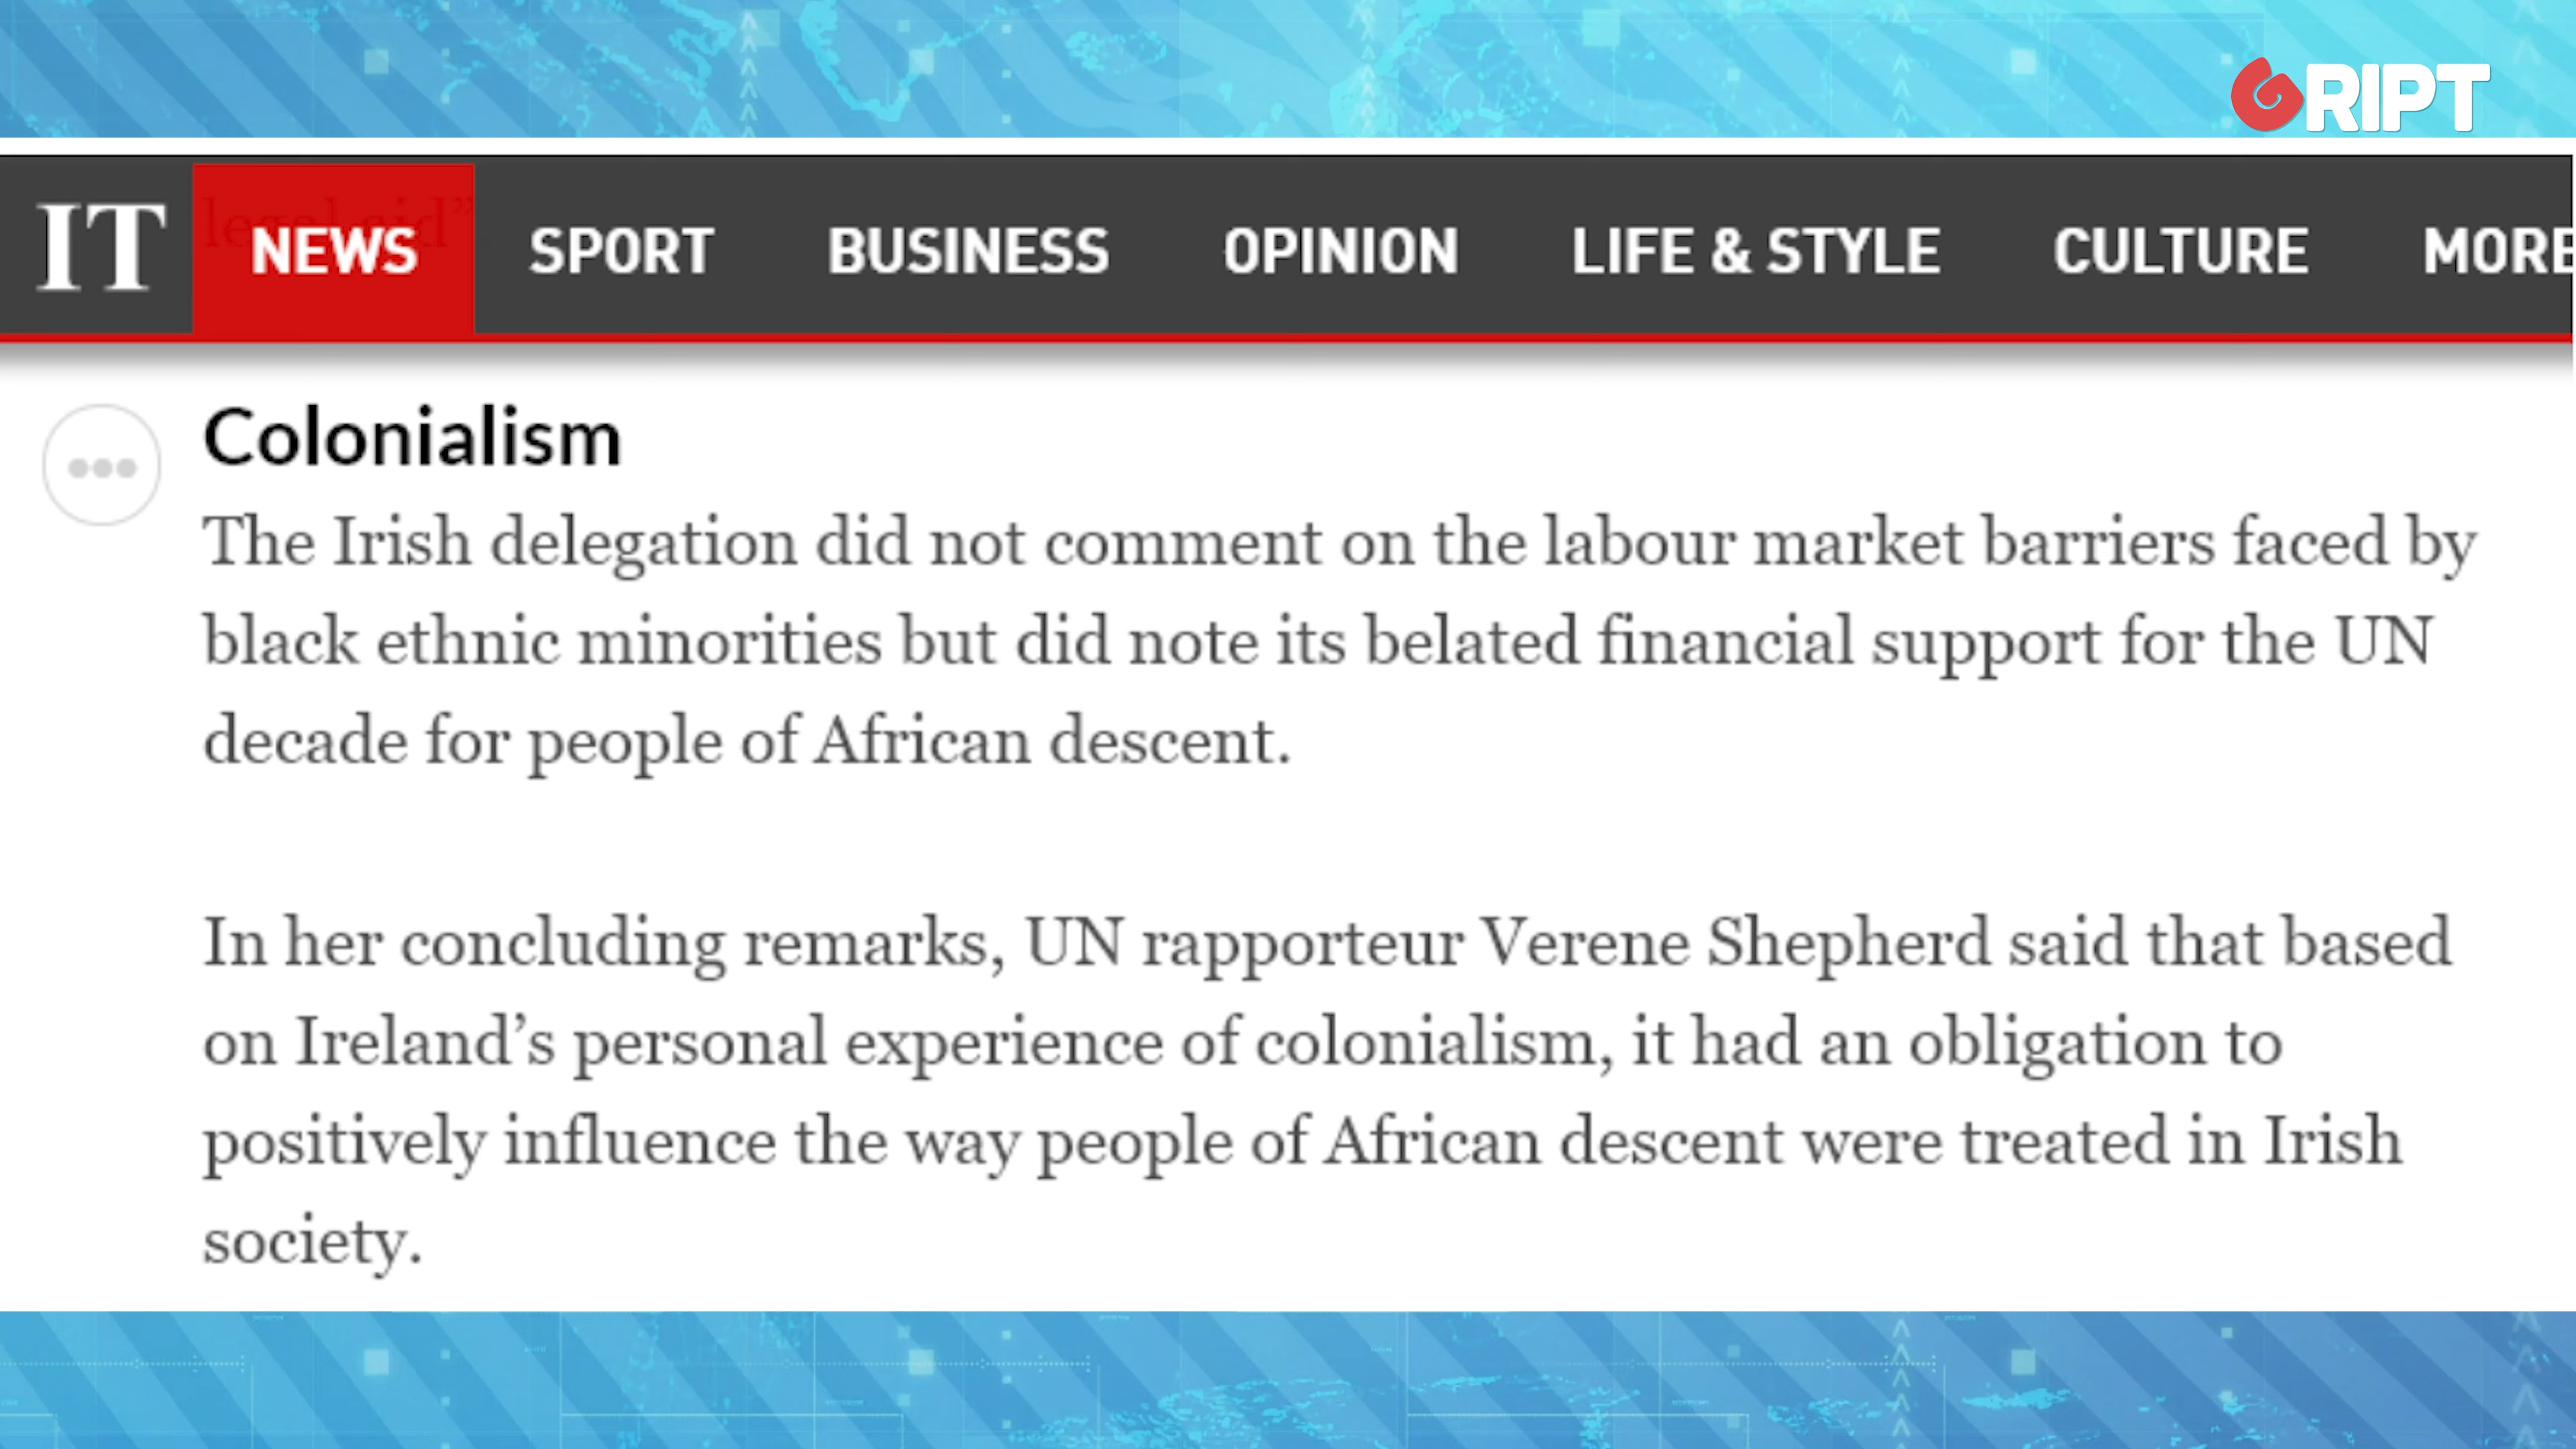 GRIPT
legal aid”
IT NEWS SPORT BUSINESS OPINION LIFE & STYLE CULTURE MORE
Colonialism
The Irish delegation did not comment on the labour market barriers faced by
black ethnic minorities but did note its belated financial support for the UN
decade for people of African descent.
In her concluding remarks, UN rapporteur Verene Shepherd said that based
on Ireland’s personal experience of colonialism, it had an obligation to
positively influence the way people of African descent were treated in Irish
society.